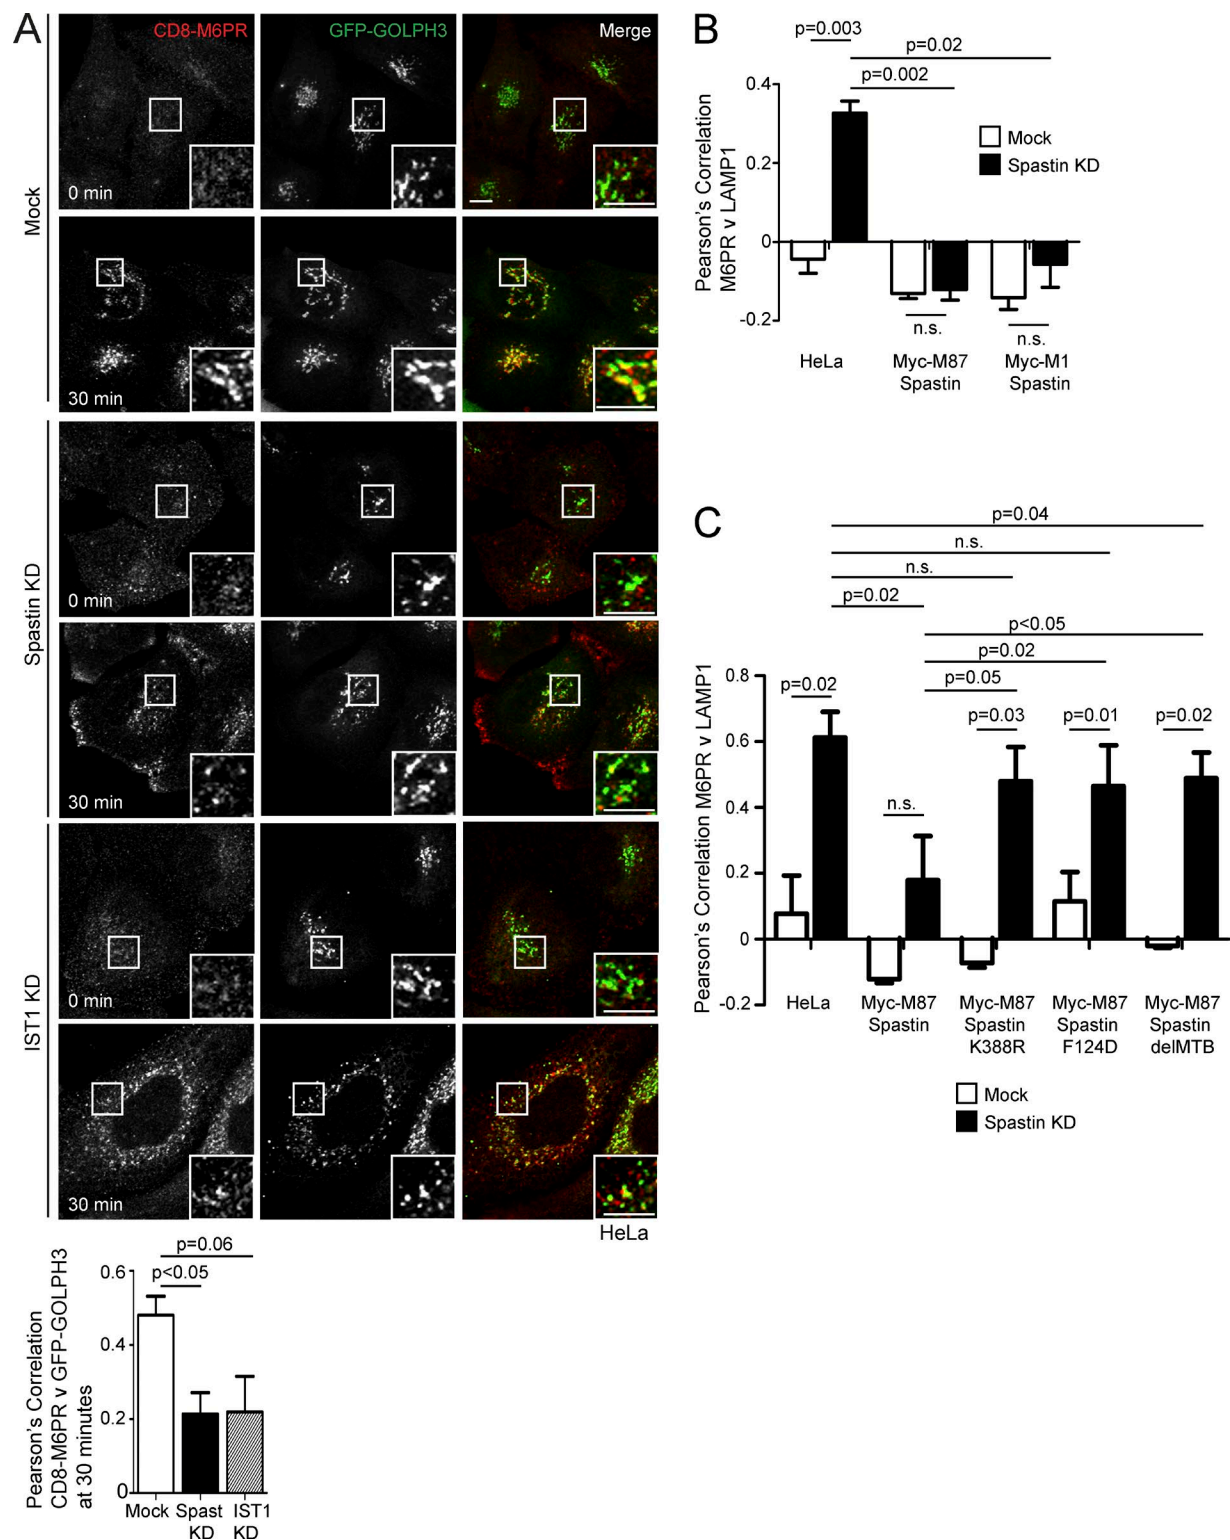 A
CD8-M6PR
GFP-GOLPH3
Merge
Mock
0 min
30 min
Spastin KD
0 min
30 min
IST1 KD
0 min
30 min
HeLa
Pearson's Correlation
CD8-M6PR v GFP-GOLPH3
at 30 minutes
p=0.06
p<0.05
0.6
0.4
0.2
0
Mock
Spast
KD
IST1
KD
B
p=0.003
p=0.02
p=0.002
Pearson's Correlation
M6PR v LAMP1
0.4
0.2
0
-0.2
Mock
Spastin KD
n.s.
n.s.
HeLa
Myc-M87
Spastin
Myc-M1
Spastin
C
p=0.04
n.s.
n.s.
p=0.02
p<0.05
p=0.02
p=0.05
p=0.02
p=0.03
p=0.01
p=0.02
n.s.
Pearson's Correlation M6PR v LAMP1
0.8
0.6
0.4
0.2
0
-0.2
HeLa
Myc-M87
Spastin
Myc-M87
Spastin
K388R
Myc-M87
Spastin
F124D
Myc-M87
Spastin
delMTB
Mock
Spastin KD